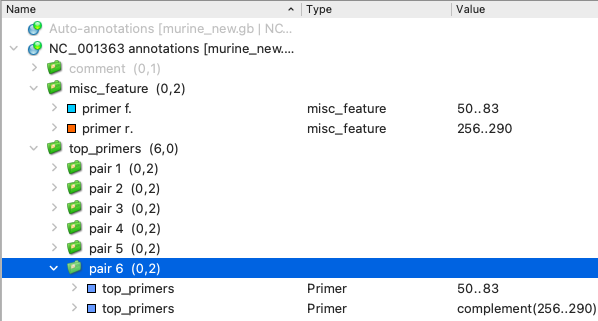 Name Type Value
Auto-annotations [murine_new.gb | NC...
NC_001363 annotations [murine_new....
comment (0,1)
misc_feature (0,2)
primer f. misc_feature 50..83
primer r. misc_feature 256..290
top_primers (6,0)
pair 1 (0,2)
pair 2 (0,2)
pair 3 (0,2)
pair 4 (0,2)
pair 5 (0,2)
pair 6 (0,2)
top_primers Primer 50..83
top_primers Primer complement(256..290)